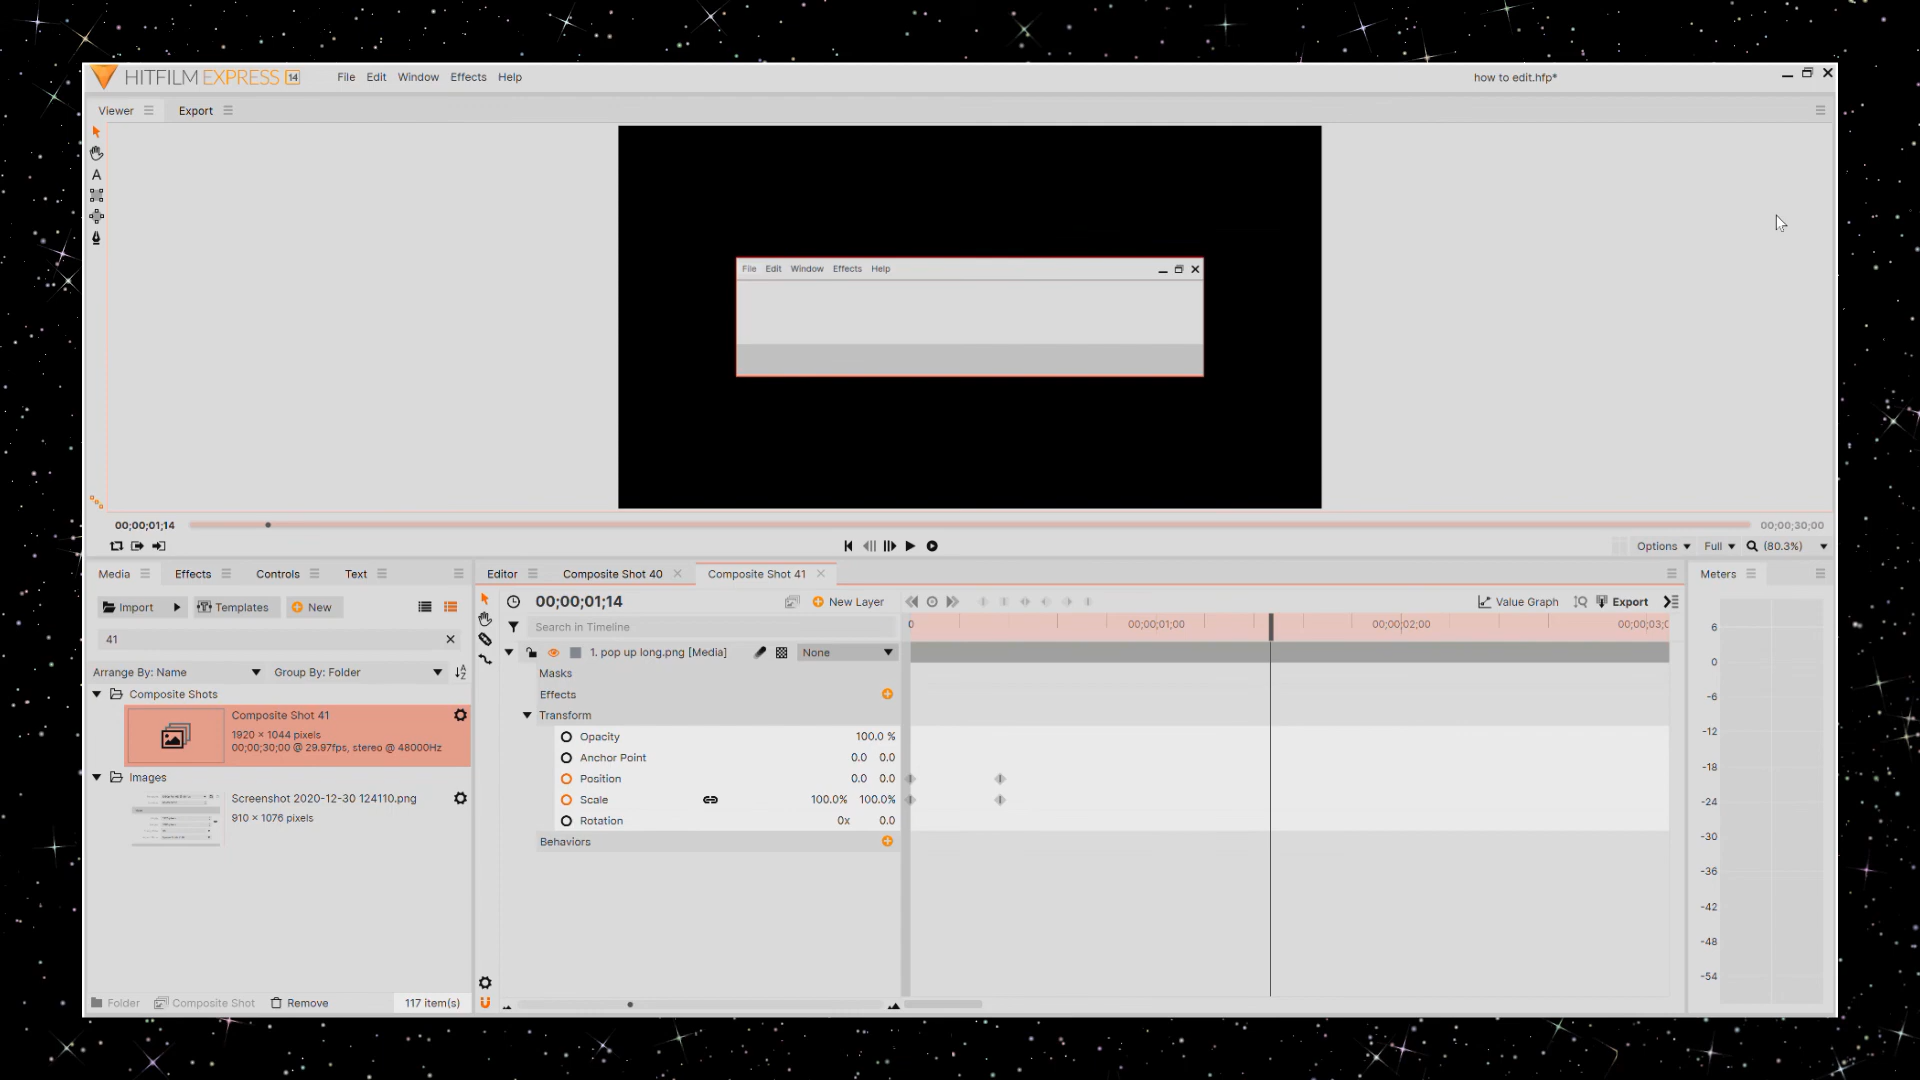 HITFILM EXPRESS 14 File Edit Window Effects Help how to edit.hfp*
Viewer Export
File Edit Window Effects Help
00;00;01;14 00;00;30;00
Options Full (80.3%)
Media Effects Controls Text
Editor Composite Shot 40 Composite Shot 41
Meters
Import Templates New
00;00;01;14 New Layer
Value Graph Export
41
Search in Timeline
0 00;00;01;00 00;00;02;00 00;00;03;0
Arrange By: Name Group By: Folder
1. pop up long.png [Media] None
Masks
Composite Shots
Effects
Composite Shot 41
1920 × 1044 pixels
00;00;30;00 @ 29.97fps, stereo @ 48000Hz
Transform
Opacity 100.0 %
Anchor Point 0.0 0.0
Images
Position 0.0 0.0
Screenshot 2020-12-30 124110.png
910 × 1076 pixels
Scale 100.0% 100.0%
Rotation 0x 0.0
Behaviors
6
0
-6
-12
-18
-24
-30
-36
-42
-48
-54
Folder Composite Shot Remove 117 item(s)